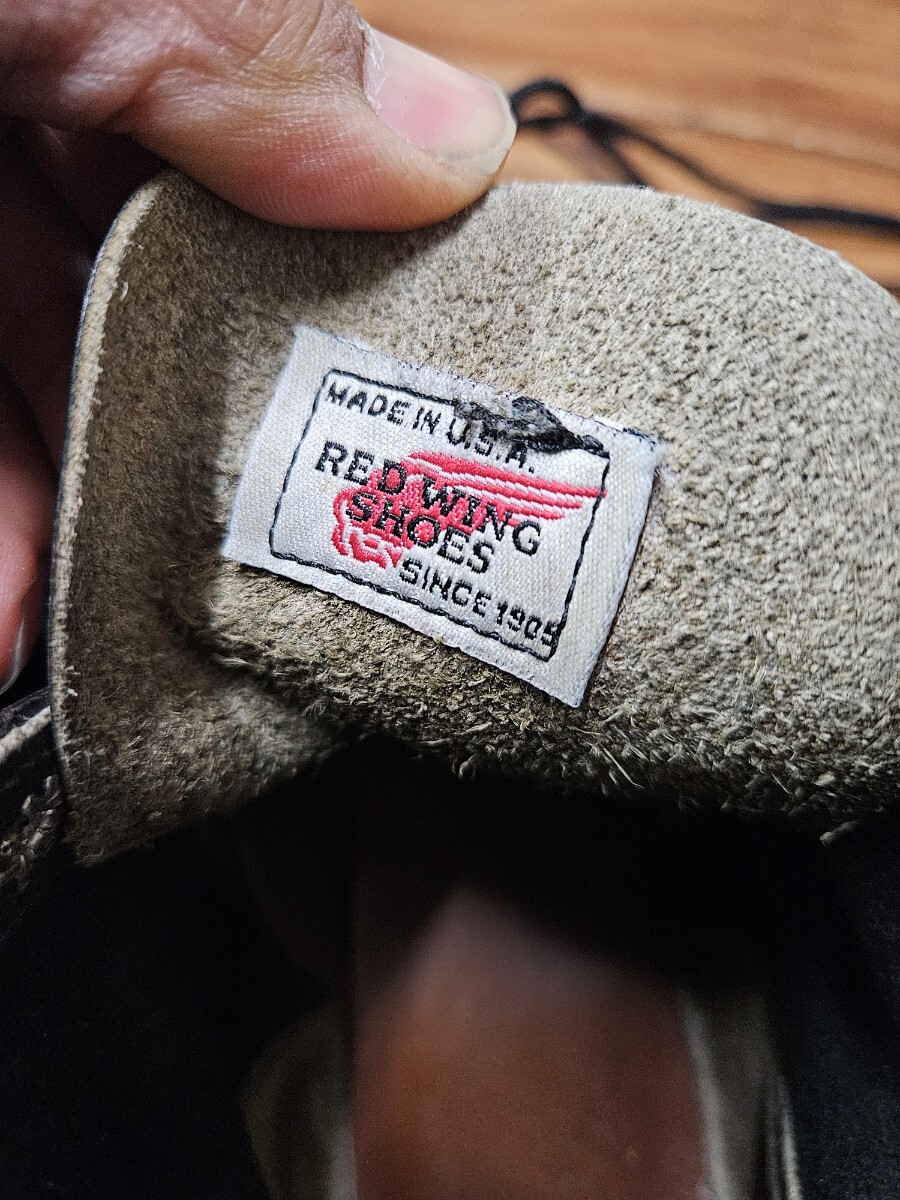 MADE IN U.S.A.
RED WING
SHOES
SINCE 1905